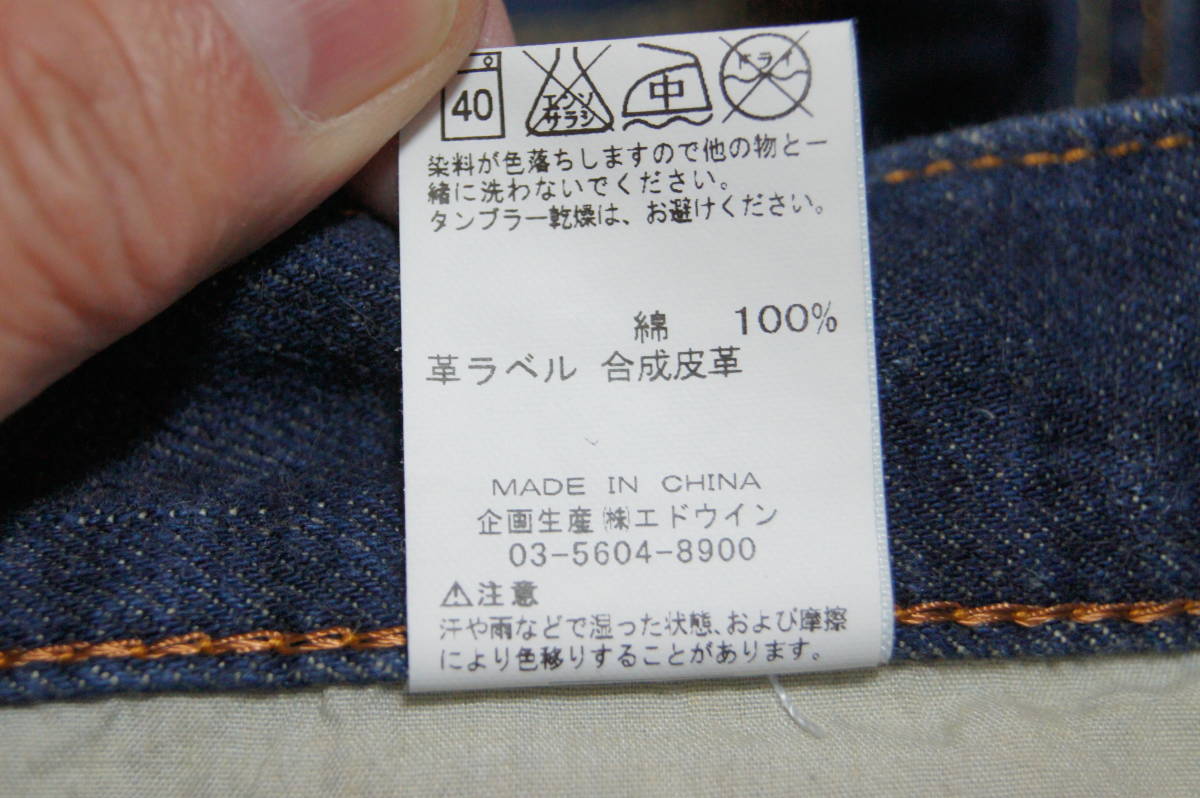 40 エンソ サラシ 中 ドライ
染料が色落ちしますので他の物と一
緒に洗わないでください。
タンブラー乾燥は、お避けください。
綿 100%
革ラベル 合成皮革
MADE IN CHINA
企画生産㈱エドウイン
03-5604-8900
⚠注意
汗や雨などで湿った状態、および摩擦
により色移りすることがあります。